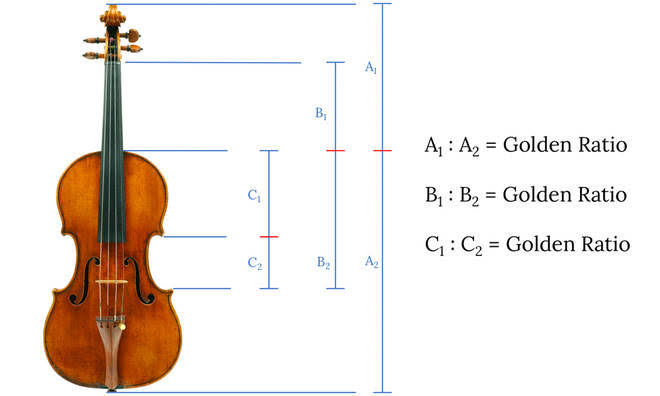 A₁
B₁
A₁ : A₂ = Golden Ratio
C₁
B₁ : B₂ = Golden Ratio
C₂
B₂
A₂
C₁ : C₂ = Golden Ratio